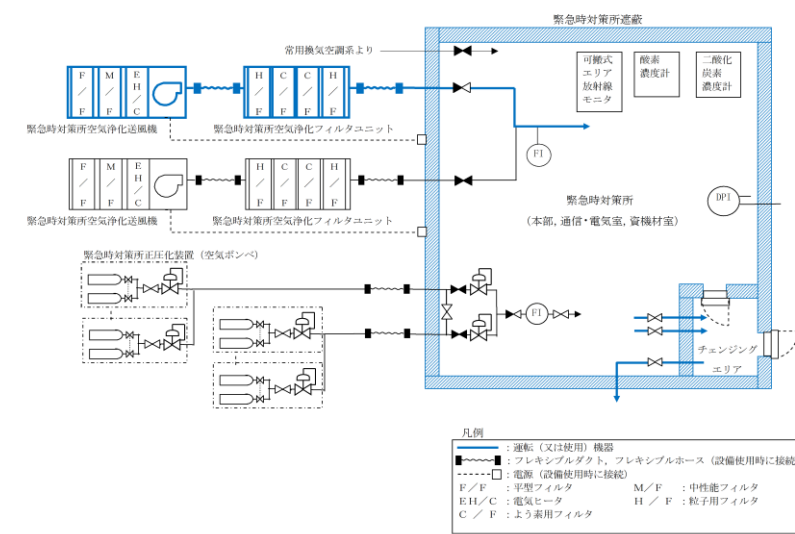 緊急時対策所遮蔽
常用換気空調系より
可搬式
エリア
放射線
モニタ
酸素
濃度計
二酸化
炭素
濃度計
F/F M/F EH/C
H/F C/F C/F H/F
緊急時対策所空気浄化送風機
緊急時対策所空気浄化フィルタユニット
FI
F/F M/F EH/C
H/F C/F C/F H/F
緊急時対策所空気浄化送風機
緊急時対策所空気浄化フィルタユニット
緊急時対策所
(本部, 通信・電気室, 資機材室)
DPI
緊急時対策所正圧化装置(空気ボンベ)
FI
チェンジング
エリア
凡例
:運転(又は使用)機器
:フレキシブルダクト, フレキシブルホース(設備使用時に接続)
:電源(設備使用時に接続)
F/F :平型フィルタ M/F :中性能フィルタ
EH/C :電気ヒータ H/F :粒子用フィルタ
C/F :よう素用フィルタ